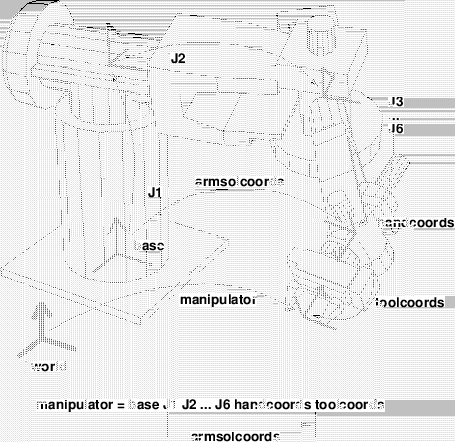 J2
J3
...
J6
armsolcoords
J1
handcoords
base
manipulator
toolcoords
world
manipulator = base J1 J2 ... J6 handcoords toolcoords
armsolcoords